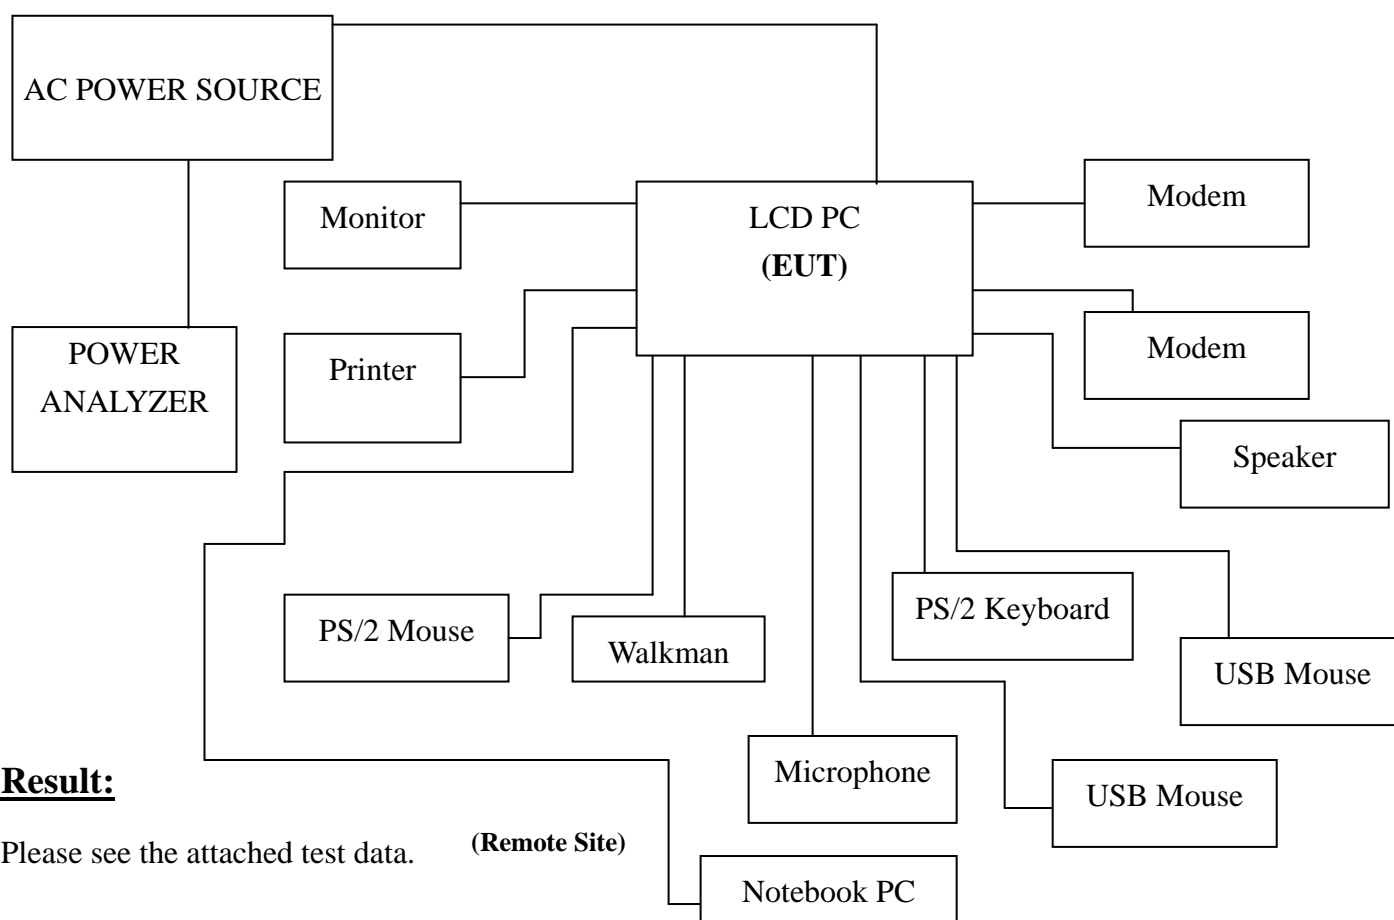 AC POWER SOURCE
Monitor
LCD PC
(EUT)
Modem
POWER
ANALYZER
Printer
Modem
Speaker
PS/2 Mouse
Walkman
PS/2 Keyboard
USB Mouse
Result:
Microphone
USB Mouse
Please see the attached test data.
(Remote Site)
Notebook PC